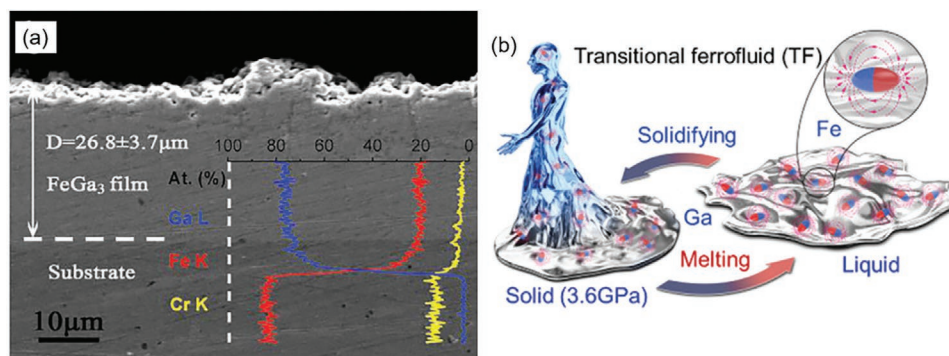 (a)
D=26.8±3.7μm
FeGa₃ film
100 80 60 40 20 0
At. (%)
Ga L
Fe K
Substrate
Cr K
10μm
(b)
Transitional ferrofluid (TF)
Solidifying
Fe
Ga
Melting
Solid (3.6GPa)
Liquid